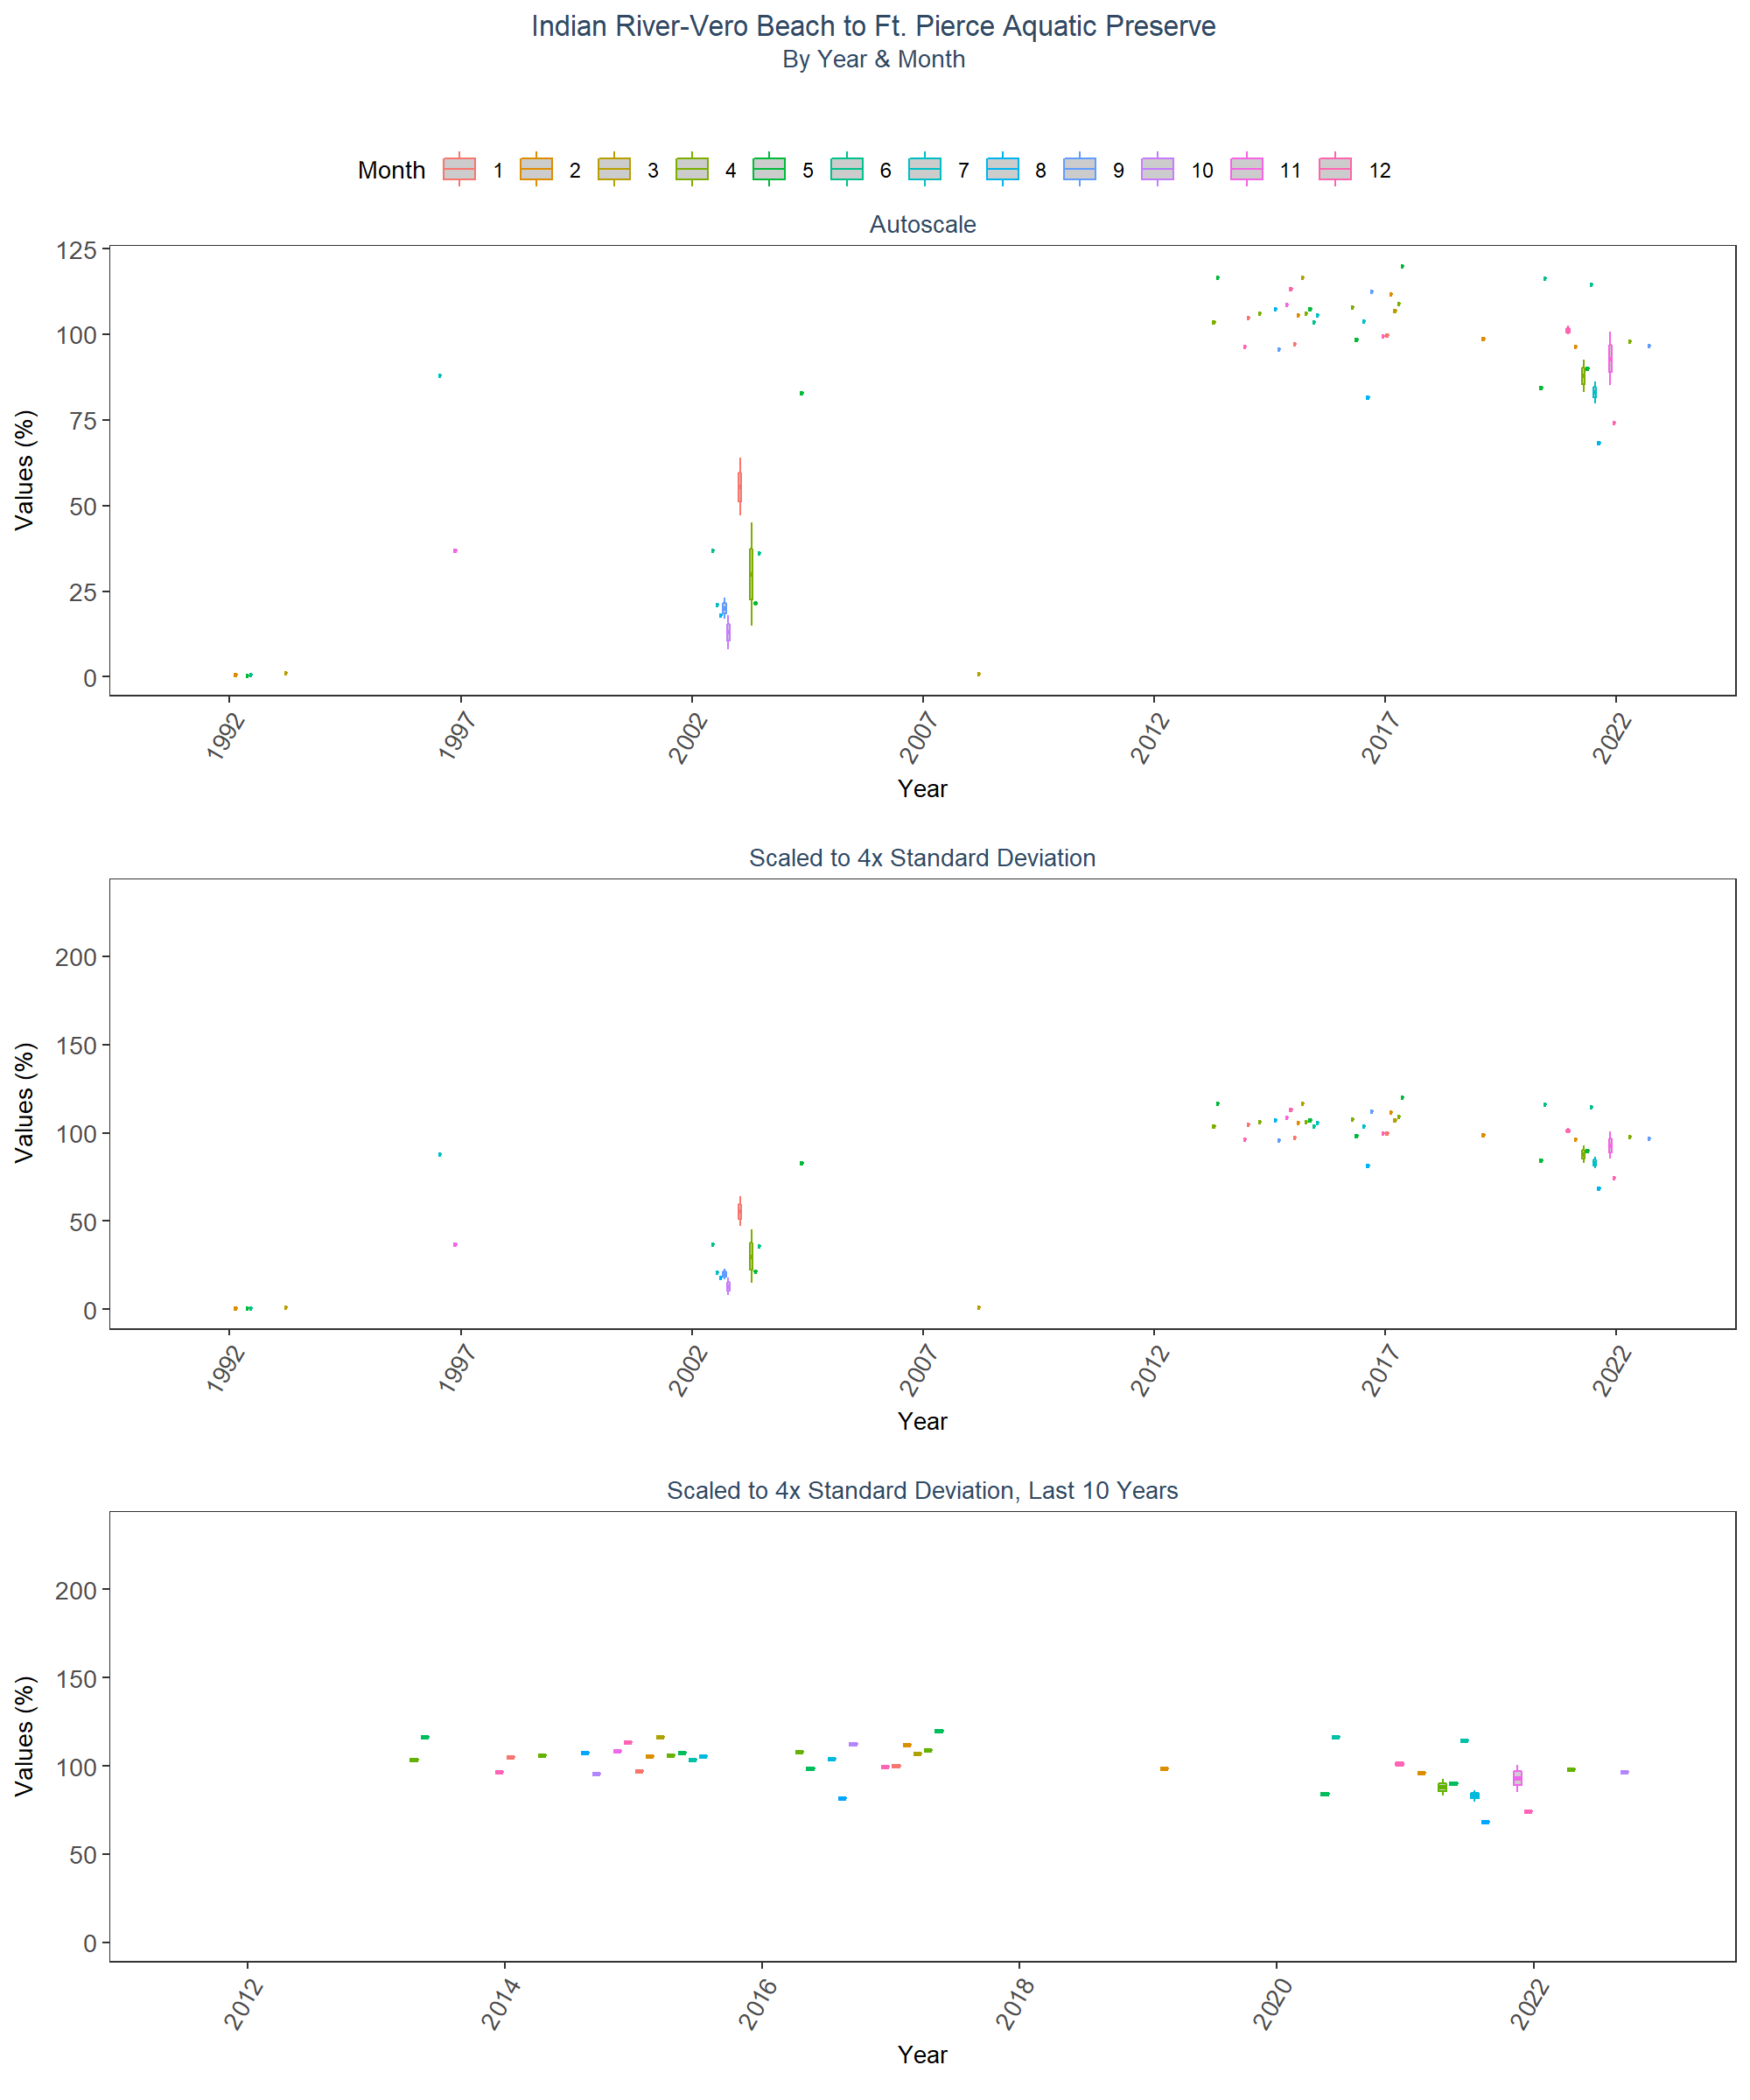 Indian River-Vero Beach to Ft. Pierce Aquatic Preserve
By Year & Month
Month 1 2 3 4 5 6 7 8 9 10 11 12
Autoscale
125
100
75
50
25
0
Values (%)
1992 1997 2002 2007 2012 2017 2022
Year
Scaled to 4x Standard Deviation
200
150
100
50
0
Values (%)
1992 1997 2002 2007 2012 2017 2022
Year
Scaled to 4x Standard Deviation, Last 10 Years
200
150
100
50
0
Values (%)
2012 2014 2016 2018 2020 2022
Year